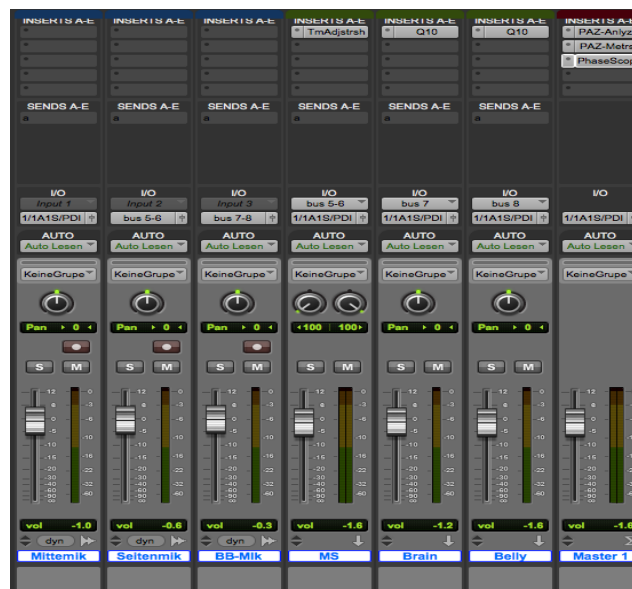 INSERTS A-E INSERTS A-E INSERTS A-E INSERTS A-E INSERTS A-E INSERTS A-E INSERTS A-E
TmAdjstrsh Q10 Q10 PAZ-Anlyz
PAZ-Metr
PhaseScop
SENDS A-E SENDS A-E SENDS A-E SENDS A-E SENDS A-E SENDS A-E
a a a a a a
I/O I/O I/O I/O I/O I/O I/O
Input 1 Input 2 Input 3 bus 5-6 bus 7 bus 8
1/1A1S/PDI bus 5-6 bus 7-8 1/1A1S/PDI 1/1A1S/PDI 1/1A1S/PDI 1/1A1S/PDI
AUTO AUTO AUTO AUTO AUTO AUTO AUTO
Auto Lesen Auto Lesen Auto Lesen Auto Lesen Auto Lesen Auto Lesen Auto Lesen
KeineGrupe KeineGrupe KeineGrupe KeineGrupe KeineGrupe KeineGrupe KeineGrupe
Pan 0 Pan 0 Pan 0 100 100 Pan 0 Pan 0
S M S M S M S M S M S M
vol -1.0 vol -0.6 vol -0.3 vol -1.6 vol -1.2 vol -1.6 vol -1.6
dyn dyn dyn
Mittemik Seitenmik BB-MIk MS Brain Belly Master 1